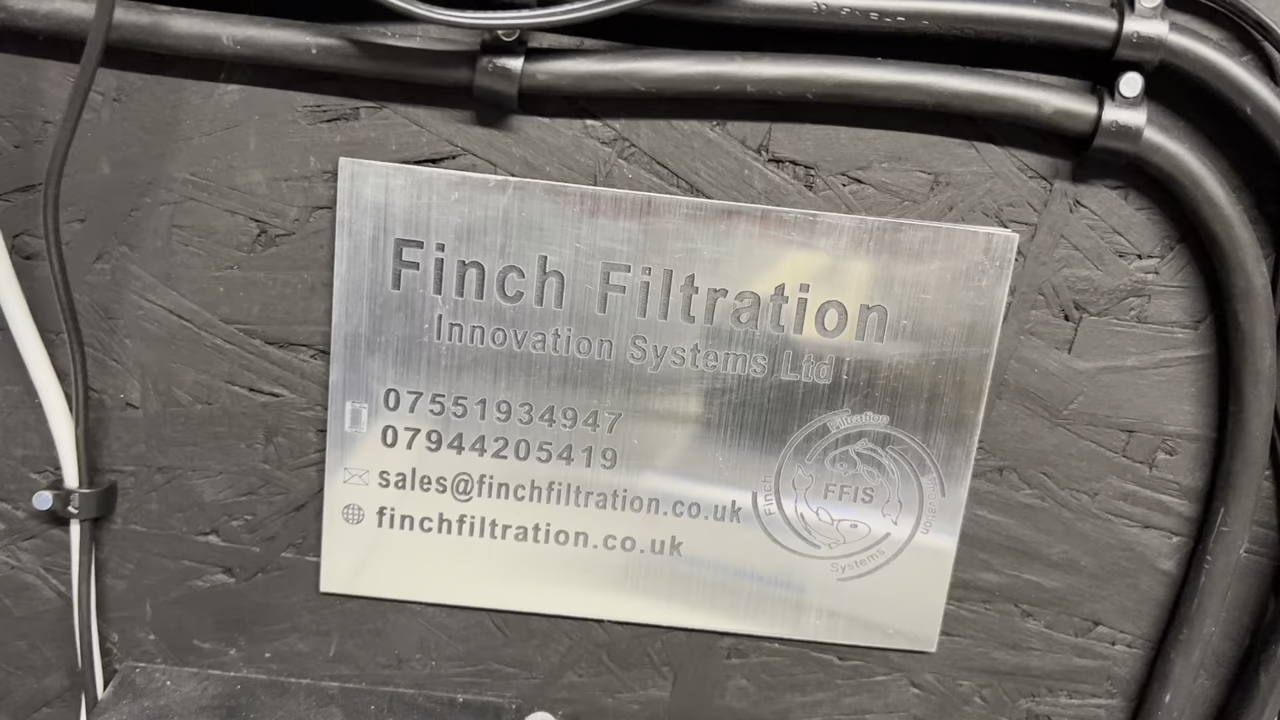 Finch Filtration
Innovation Systems Ltd
07551934947
07944205419
sales@finchfiltration.co.uk
finchfiltration.co.uk
Filtration
Finch
FFIS
Innovation
Systems